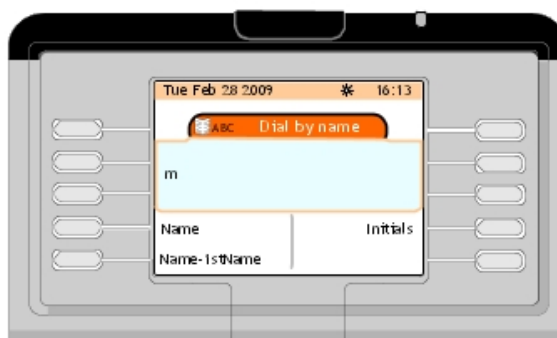 Tue Feb 28 2009 16:13
ABC Dial by name
m
Name Initials
Name-1stName